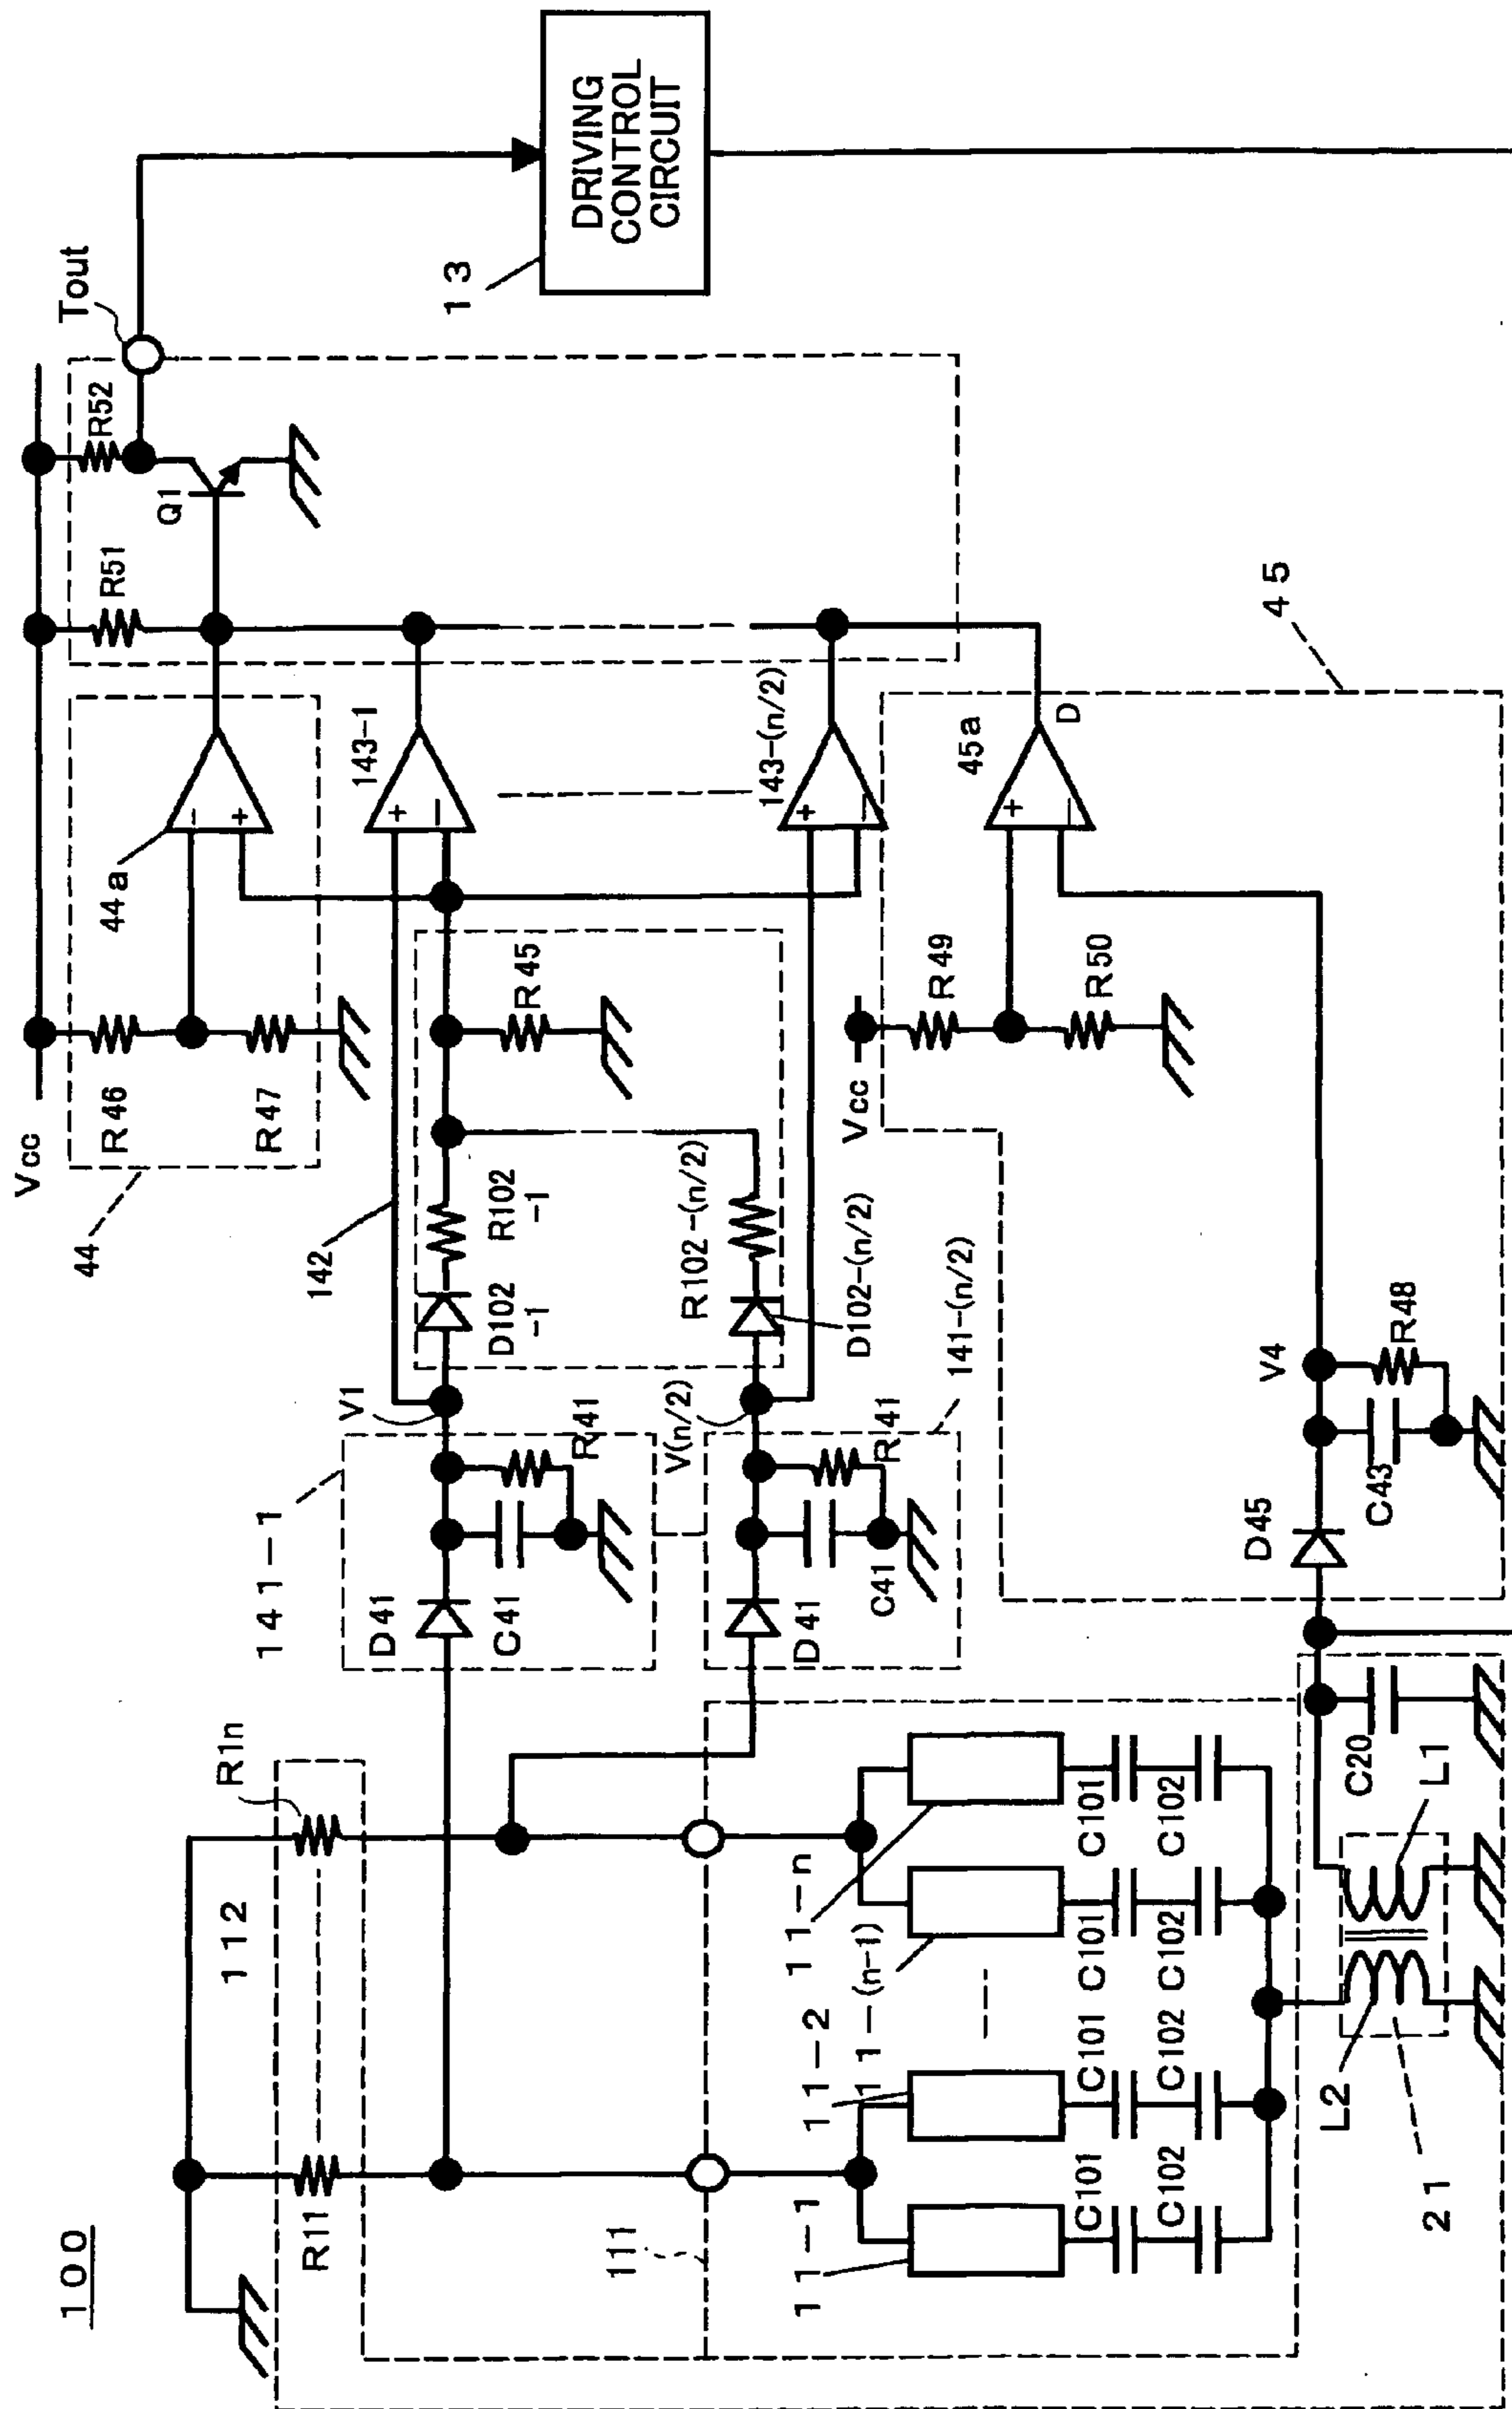 100
Vcc
Tout
R52
R51
Q1
13
DRIVING
CONTROL
CIRCUIT
R46
R47
44
44a
143-1
143-(n/2)
45
45a
D
142
R102
-1
D102
-1
R45
R102-(n/2)
D102-(n/2)
Vcc
R49
R50
V1
V(n/2)
141-1
141-(n/2)
D41
C41
R41
D41
C41
R41
V4
R48
C43
D45
112
R11
R1n
111
11-1
11-2
11-(n-1)
11-n
C101
C101
C101
C101
C102
C102
C102
C102
C20
L1
L2
21